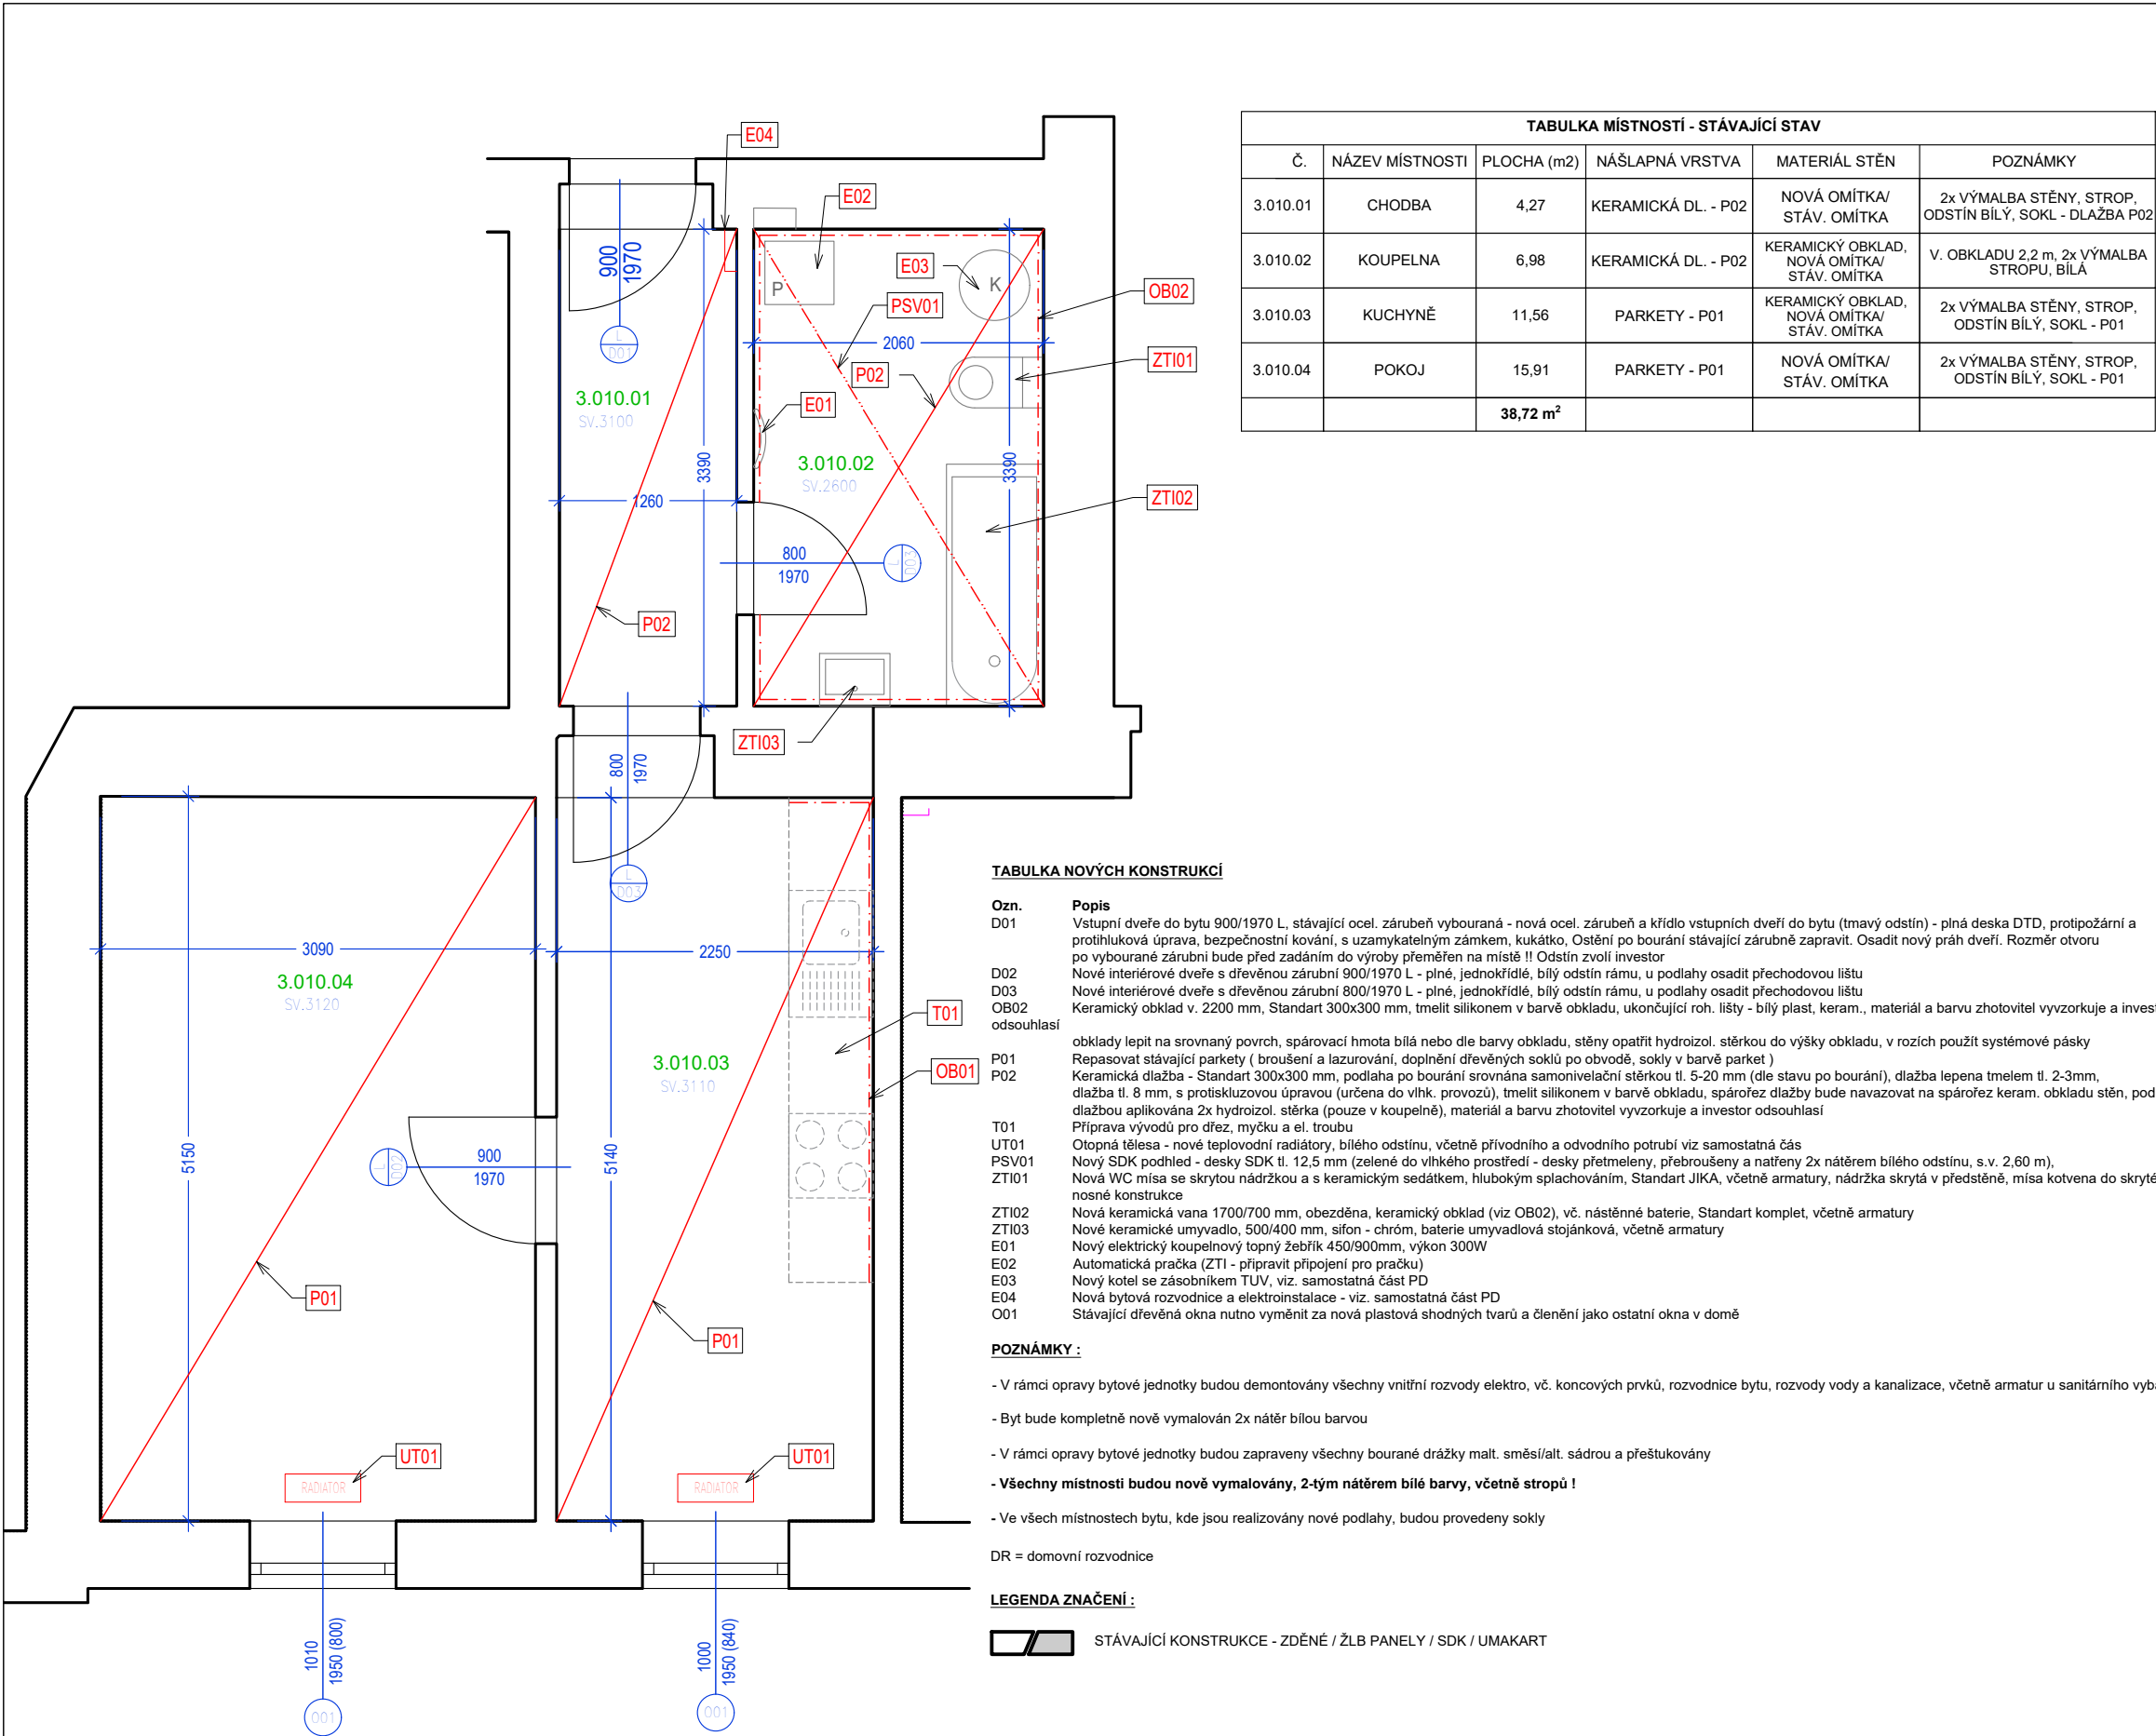 TABULKA MÍSTNOSTÍ - STÁVAJÍCÍ STAV
Č. NÁZEV MÍSTNOSTI PLOCHA (m2) NÁŠLAPNÁ VRSTVA MATERIÁL STĚN POZNÁMKY
3.010.01 CHODBA 4,27 KERAMICKÁ DL. - P02 NOVÁ OMÍTKA/ STÁV. OMÍTKA 2x VÝMALBA STĚNY, STROP, ODSTÍN BÍLÝ, SOKL - DLAŽBA P02
3.010.02 KOUPELNA 6,98 KERAMICKÁ DL. - P02 KERAMICKÝ OBKLAD, NOVÁ OMÍTKA/ STÁV. OMÍTKA V. OBKLADU 2,2 m, 2x VÝMALBA STROPU, BÍLÁ
3.010.03 KUCHYNĚ 11,56 PARKETY - P01 KERAMICKÝ OBKLAD, NOVÁ OMÍTKA/ STÁV. OMÍTKA 2x VÝMALBA STĚNY, STROP, ODSTÍN BÍLÝ, SOKL - P01
3.010.04 POKOJ 15,91 PARKETY - P01 NOVÁ OMÍTKA/ STÁV. OMÍTKA 2x VÝMALBA STĚNY, STROP, ODSTÍN BÍLÝ, SOKL - P01
38,72 m²
E04
E02
E03
PSV01
P02
E01
OB02
ZTI01
ZTI02
P
K
900
1970
L
D01
2060
3.010.01
SV.3100
3390
1260
3.010.02
SV.2600
3390
800
1970
L
D03
P02
ZTI03
800
1970
L
D03
3090
3.010.04
SV.3120
5150
2250
T01
OB01
3.010.03
SV.3110
5140
L
D02
900
1970
P01
P01
UT01
RADIATOR
UT01
RADIATOR
1010
1950 (800)
O01
1000
1950 (840)
O01
TABULKA NOVÝCH KONSTRUKCÍ
Ozn. Popis
D01 Vstupní dveře do bytu 900/1970 L, stávající ocel. zárubeň vybouraná - nová ocel. zárubeň a křídlo vstupních dveří do bytu (tmavý odstín) - plná deska DTD, protipožární a
protihluková úprava, bezpečnostní kování, s uzamykatelným zámkem, kukátko, Ostění po bourání stávající zárubně zapravit. Osadit nový práh dveří. Rozměr otvoru
po vybourané zárubni bude před zadáním do výroby přeměřen na místě !! Odstín zvolí investor
D02 Nové interiérové dveře s dřevěnou zárubní 900/1970 L - plné, jednokřídlé, bílý odstín rámu, u podlahy osadit přechodovou lištu
D03 Nové interiérové dveře s dřevěnou zárubní 800/1970 L - plné, jednokřídlé, bílý odstín rámu, u podlahy osadit přechodovou lištu
OB02 Keramický obklad v. 2200 mm, Standart 300x300 mm, tmelit silikonem v barvě obkladu, ukončující roh. lišty - bílý plast, keram., materiál a barvu zhotovitel vyvzorkuje a invest
odsouhlasí
obklady lepit na srovnaný povrch, spárovací hmota bílá nebo dle barvy obkladu, stěny opatřit hydroizol. stěrkou do výšky obkladu, v rozích použít systémové pásky
P01 Repasovat stávající parkety ( broušení a lazurování, doplnění dřevěných soklů po obvodě, sokly v barvě parket )
P02 Keramická dlažba - Standart 300x300 mm, podlaha po bourání srovnána samonivelační stěrkou tl. 5-20 mm (dle stavu po bourání), dlažba lepena tmelem tl. 2-3mm,
dlažba tl. 8 mm, s protiskluzovou úpravou (určena do vlhk. provozů), tmelit silikonem v barvě obkladu, spárořez dlažby bude navazovat na spárořez keram. obkladu stěn, pod
dlažbou aplikována 2x hydroizol. stěrka (pouze v koupelně), materiál a barvu zhotovitel vyvzorkuje a investor odsouhlasí
T01 Příprava vývodů pro dřez, myčku a el. troubu
UT01 Otopná tělesa - nové teplovodní radiátory, bílého odstínu, včetně přívodního a odvodního potrubí viz samostatná čás
PSV01 Nový SDK podhled - desky SDK tl. 12,5 mm (zelené do vlhkého prostředí - desky přetmeleny, přebroušeny a natřeny 2x nátěrem bílého odstínu, s.v. 2,60 m),
ZTI01 Nová WC mísa se skrytou nádržkou a s keramickým sedátkem, hlubokým splachováním, Standart JIKA, včetně armatury, nádržka skrytá v předstěně, mísa kotvena do skryté
nosné konstrukce
ZTI02 Nová keramická vana 1700/700 mm, obezděna, keramický obklad (viz OB02), vč. nástěnné baterie, Standart komplet, včetně armatury
ZTI03 Nové keramické umyvadlo, 500/400 mm, sifon - chróm, baterie umyvadlová stojánková, včetně armatury
E01 Nový elektrický koupelnový topný žebřík 450/900mm, výkon 300W
E02 Automatická pračka (ZTI - připravit připojení pro pračku)
E03 Nový kotel se zásobníkem TUV, viz. samostatná část PD
E04 Nová bytová rozvodnice a elektroinstalace - viz. samostatná část PD
O01 Stávající dřevěná okna nutno vyměnit za nová plastová shodných tvarů a členění jako ostatní okna v domě
POZNÁMKY :
- V rámci opravy bytové jednotky budou demontovány všechny vnitřní rozvody elektro, vč. koncových prvků, rozvodnice bytu, rozvody vody a kanalizace, včetně armatur u sanitárního vyb
- Byt bude kompletně nově vymalován 2x nátěr bílou barvou
- V rámci opravy bytové jednotky budou zapraveny všechny bourané drážky malt. směsí/alt. sádrou a přeštukovány
- Všechny místnosti budou nově vymalovány, 2-tým nátěrem bílé barvy, včetně stropů !
- Ve všech místnostech bytu, kde jsou realizovány nové podlahy, budou provedeny sokly
DR = domovní rozvodnice
LEGENDA ZNAČENÍ :
STÁVAJÍCÍ KONSTRUKCE - ZDĚNÉ / ŽLB PANELY / SDK / UMAKART